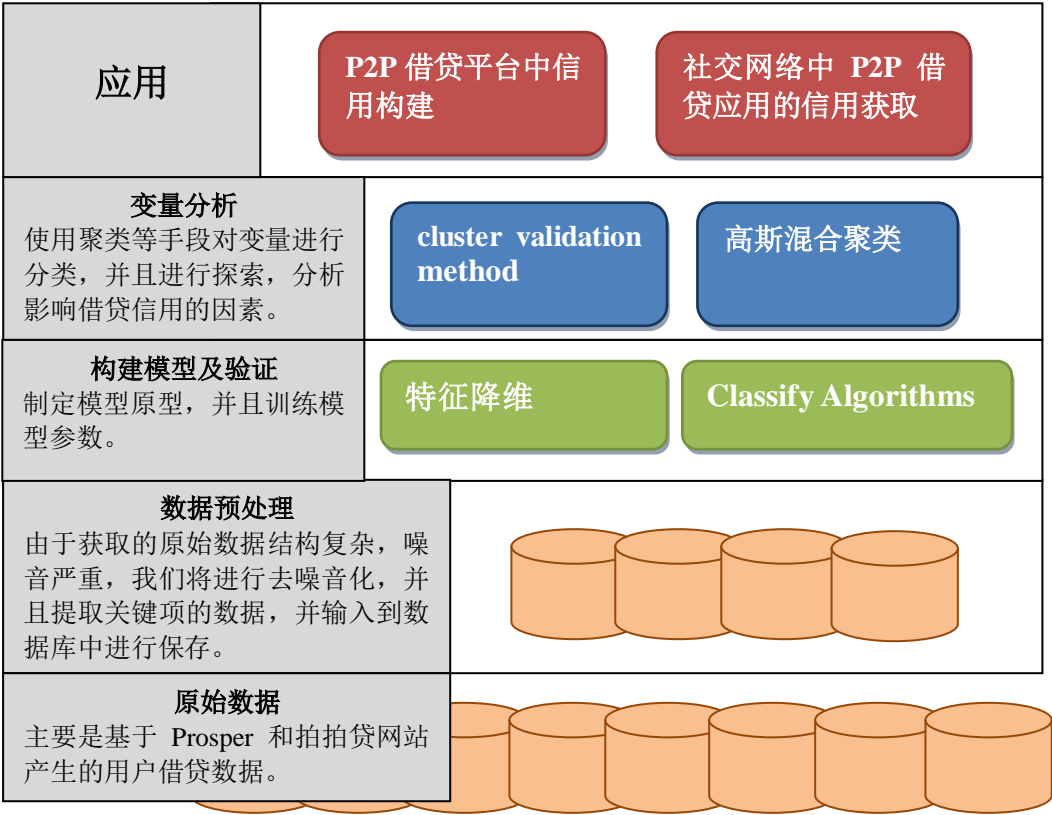 应用
P2P 借贷平台中信
用构建
社交网络中 P2P 借
贷应用的信用获取
变量分析
使用聚类等手段对变量进行
分类，并且进行探索，分析
影响借贷信用的因素。
cluster validation
method
高斯混合聚类
构建模型及验证
制定模型原型，并且训练模
型参数。
特征降维
Classify Algorithms
数据预处理
由于获取的原始数据结构复杂，噪
音严重，我们将进行去噪音化，并
且提取关键项的数据，并输入到数
据库中进行保存。
原始数据
主要是基于 Prosper 和拍拍贷网站
产生的用户借贷数据。